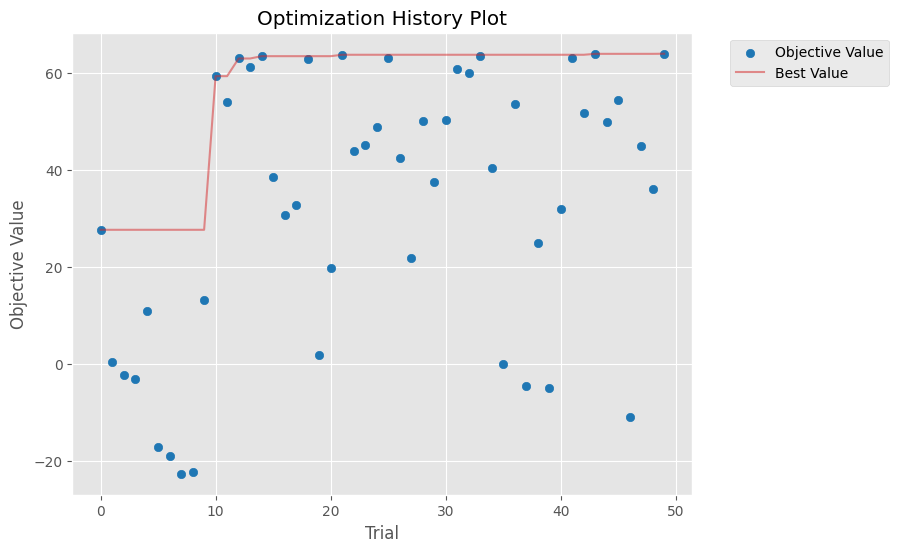 Optimization History Plot
Objective Value
Best Value
Objective Value
60
40
20
0
−20
0 10 20 30 40 50
Trial